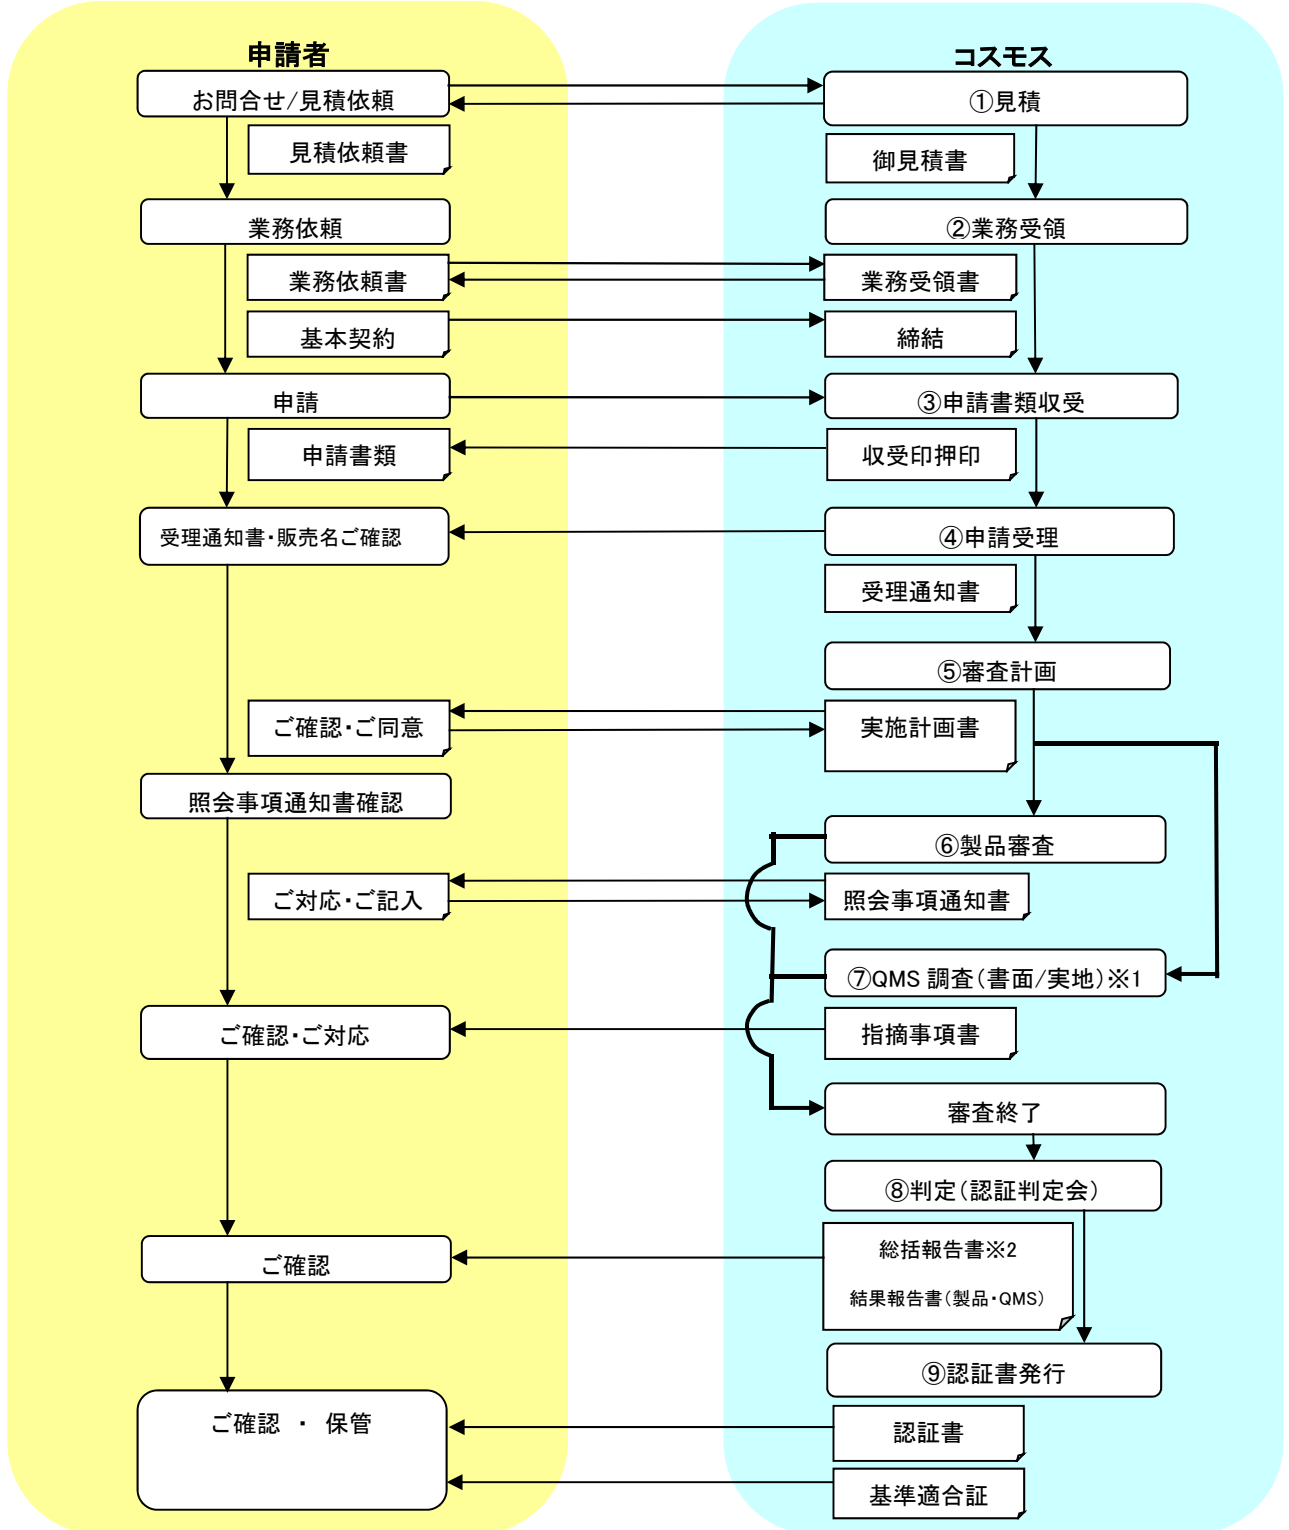 申請者
コスモス
お問合せ/見積依頼
①見積
見積依頼書
御見積書
業務依頼
②業務受領
業務依頼書
業務受領書
基本契約
締結
申請
③申請書類収受
申請書類
収受印押印
受理通知書・販売名ご確認
④申請受理
受理通知書
⑤審査計画
ご確認・ご同意
実施計画書
照会事項通知書確認
⑥製品審査
ご対応・ご記入
照会事項通知書
⑦QMS 調査(書面/実地)※1
ご確認・ご対応
指摘事項書
審査終了
⑧判定(認証判定会)
ご確認
総括報告書※2
結果報告書(製品・QMS)
⑨認証書発行
ご確認 ・ 保管
認証書
基準適合証